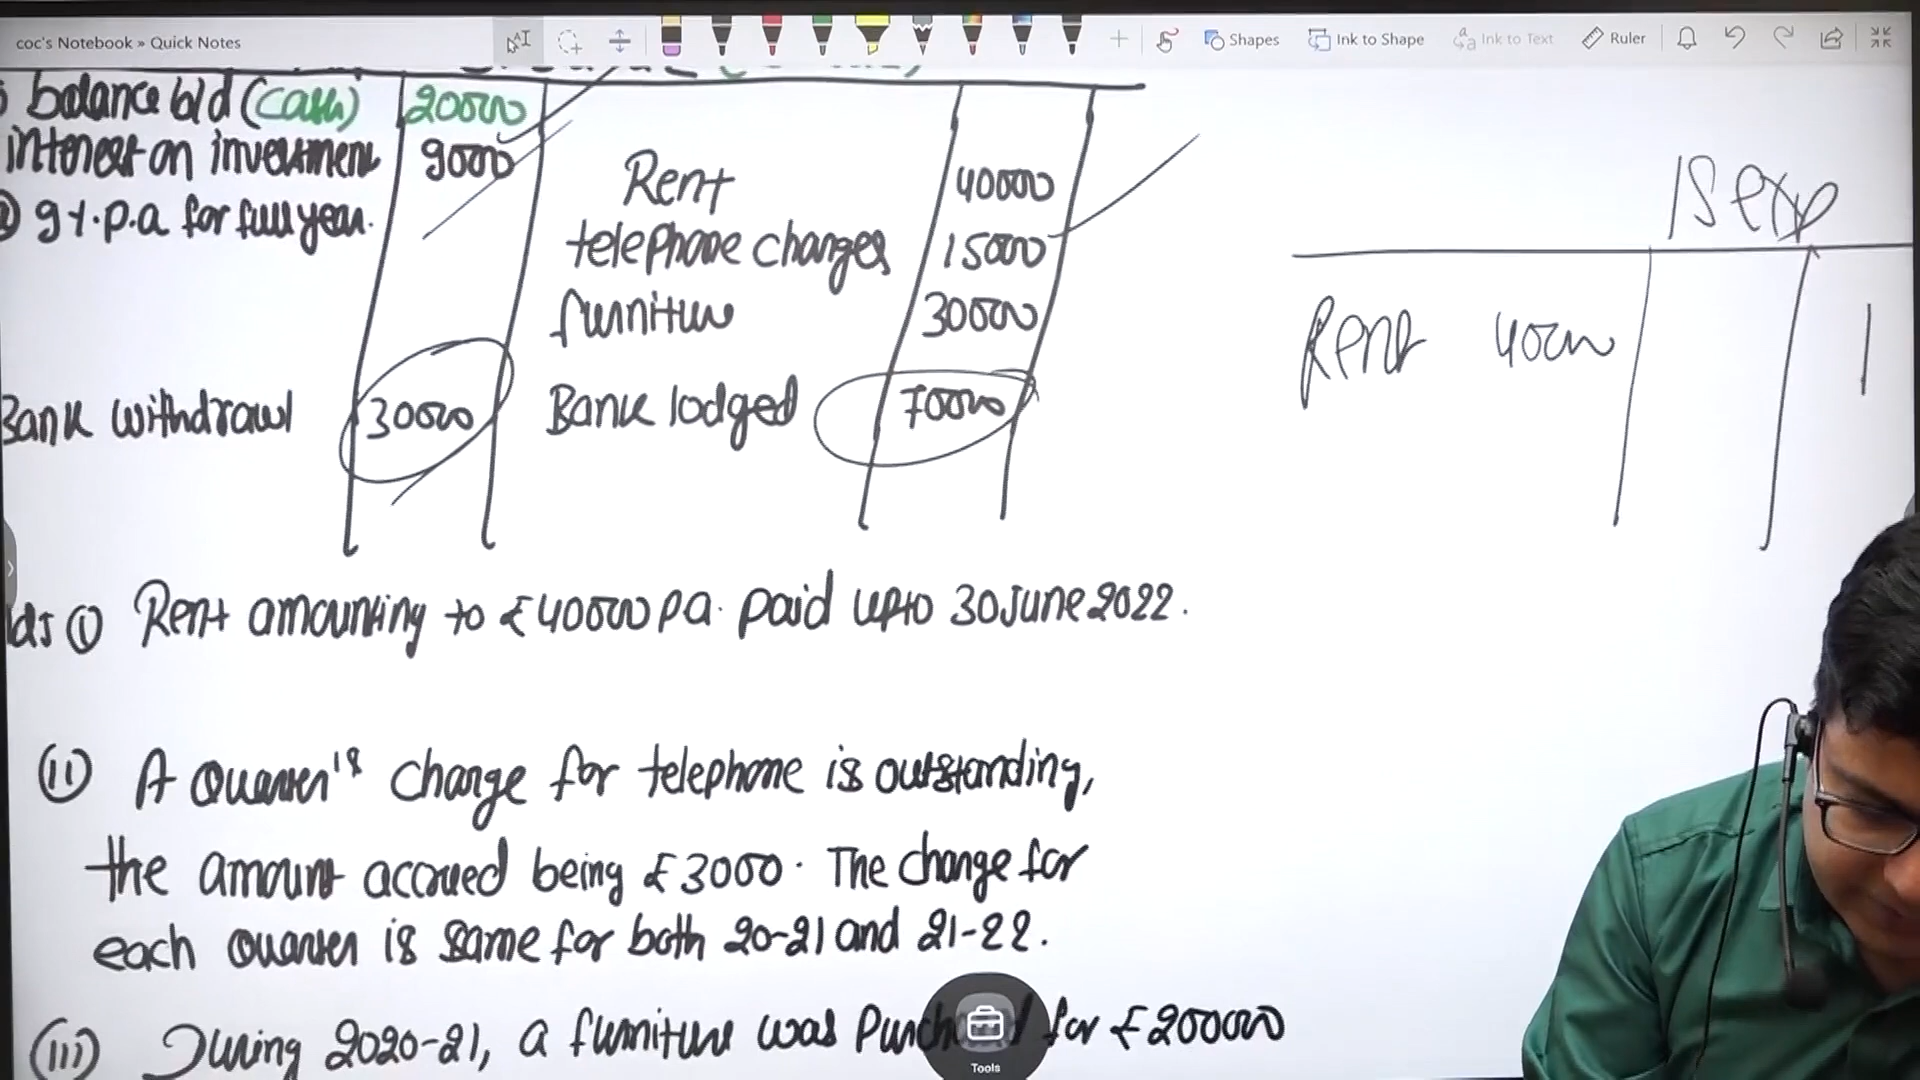 coc's Notebook » Quick Notes
Shapes
Ink to Shape
Ink to Text
Ruler
balance b/d (cash) 20000
interest on investment 9000
@ 9%.p.a for full year.
Rent 40000
telephone charges 15000
furniture 30000
Bank withdrawl 30000
Bank lodged 70000
IS exp
Rent 40000
(i) Rent amounting to ₹40000 p.a. paid upto 30 June 2022.
(ii) A Quarter's charge for telephone is outstanding,
the amount accrued being ₹3000. The charge for
each quarter is same for both 20-21 and 21-22.
(iii) During 2020-21, a furniture was for ₹200000
Tools